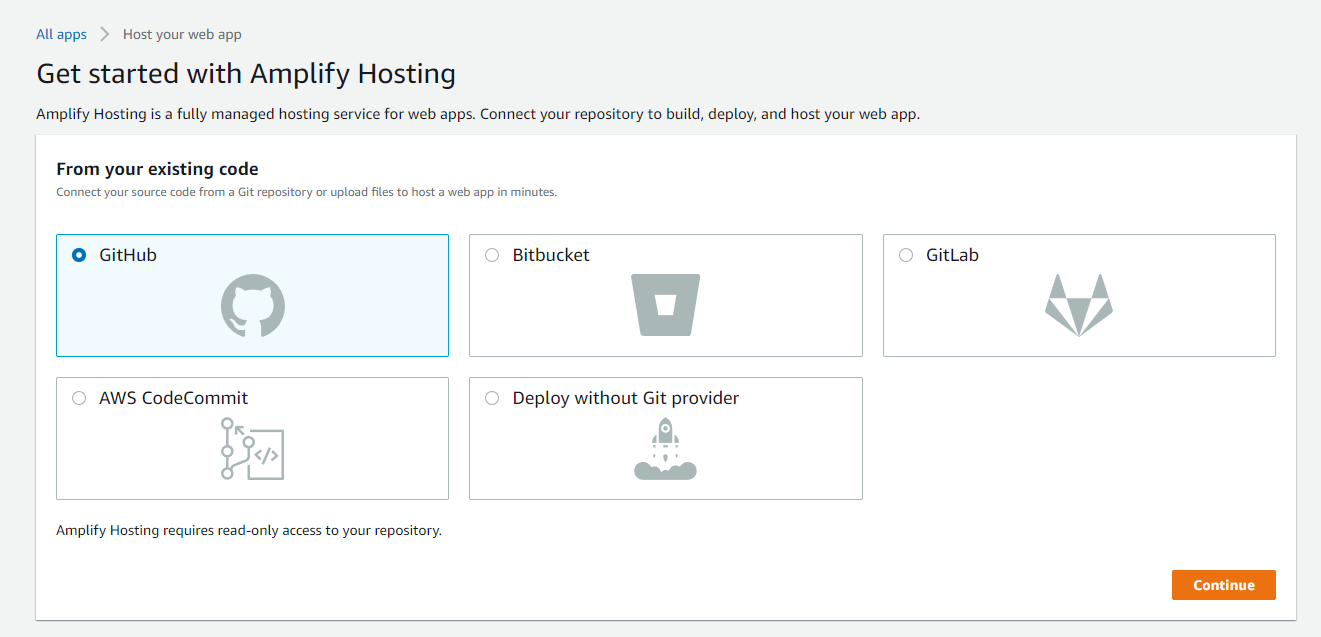 All apps Host your web app
Get started with Amplify Hosting
Amplify Hosting is a fully managed hosting service for web apps. Connect your repository to build, deploy, and host your web app.
From your existing code
Connect your source code from a Git repository or upload files to host a web app in minutes.
GitHub
Bitbucket
GitLab
AWS CodeCommit
</>
Deploy without Git provider
Amplify Hosting requires read-only access to your repository.
Continue